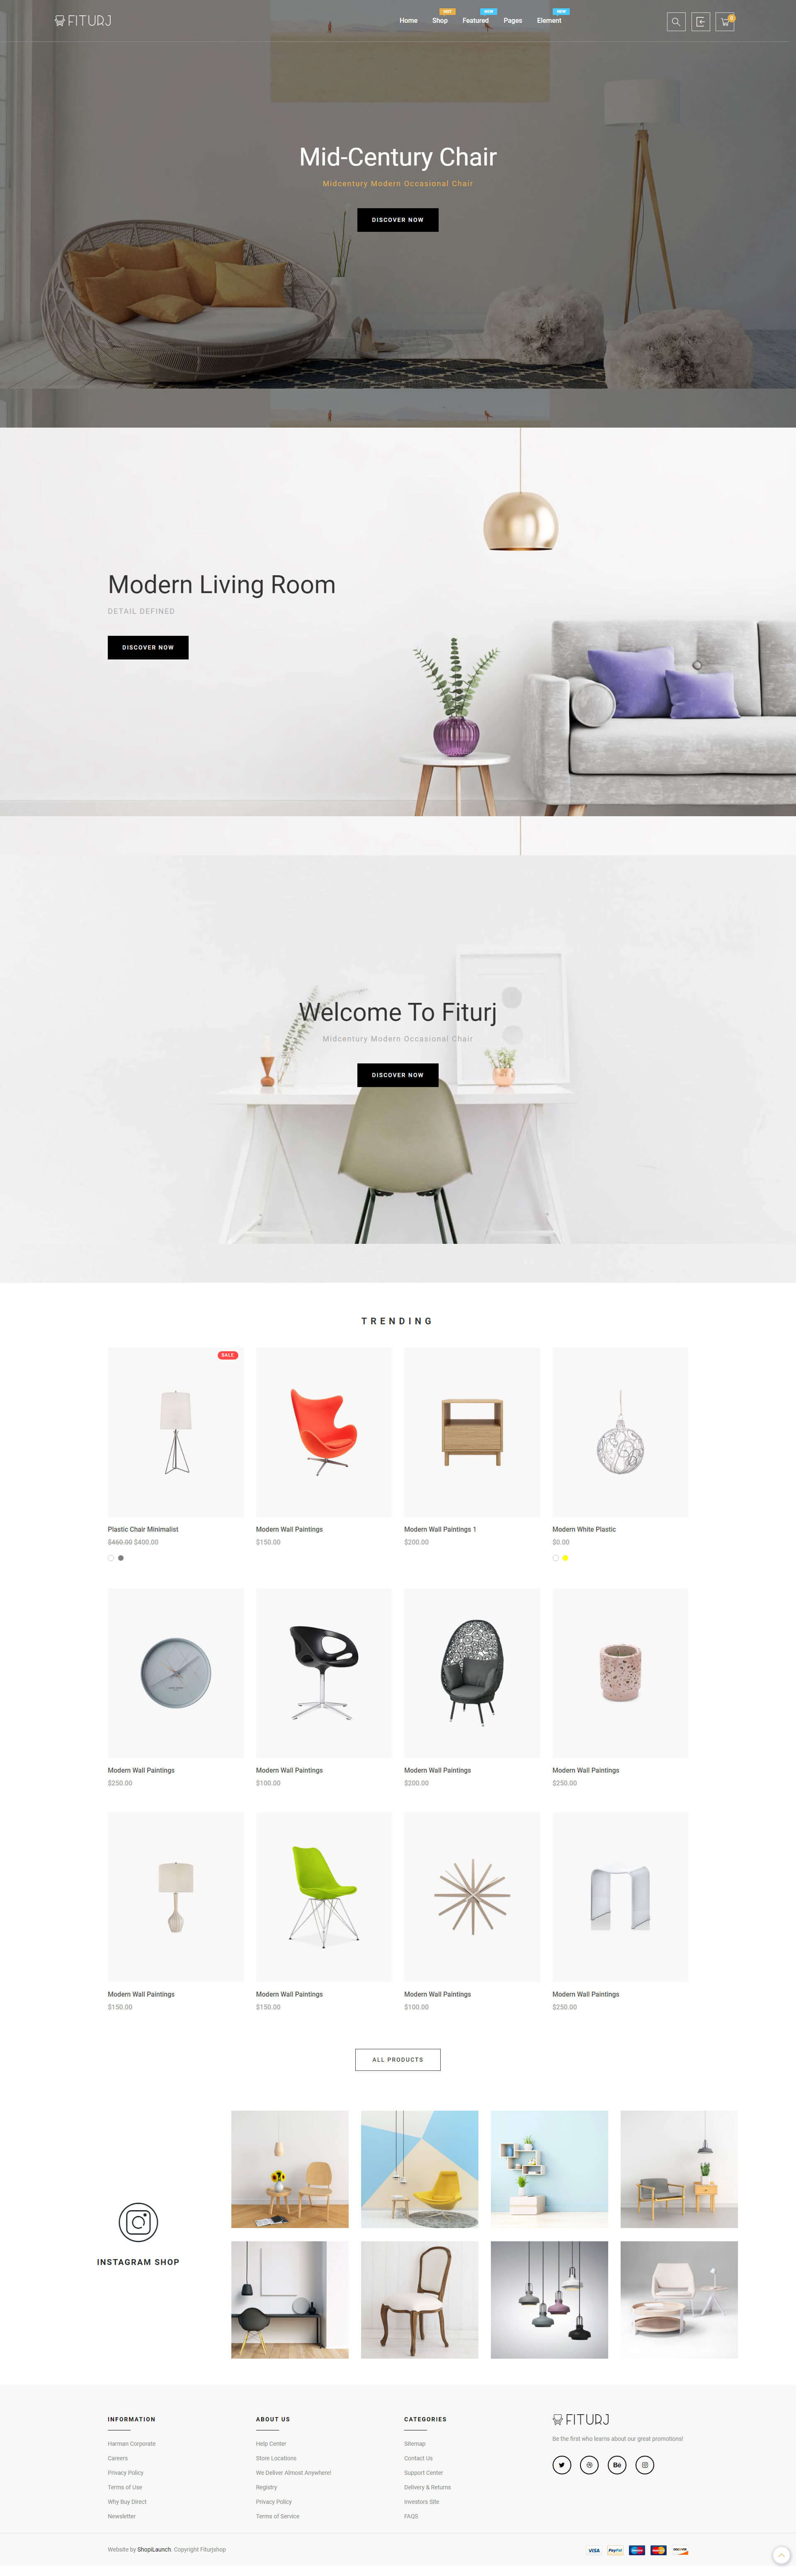 FITURJ
HOT NEW NEW
Home Shop Featured Pages Element
0
Mid-Century Chair
Midcentury Modern Occasional Chair
DISCOVER NOW
Modern Living Room
DETAIL DEFINED
DISCOVER NOW
Welcome To Fiturj
Midcentury Modern Occasional Chair
DISCOVER NOW
TRENDING
SALE
Plastic Chair Minimalist
$460.00 $400.00
Modern Wall Paintings
$150.00
Modern Wall Paintings 1
$200.00
Modern White Plastic
$0.00
Modern Wall Paintings
$250.00
Modern Wall Paintings
$100.00
Modern Wall Paintings
$200.00
Modern Wall Paintings
$250.00
Modern Wall Paintings
$150.00
Modern Wall Paintings
$150.00
Modern Wall Paintings
$100.00
Modern Wall Paintings
$250.00
ALL PRODUCTS
INSTAGRAM SHOP
INFORMATION
Harman Corporate
Careers
Privacy Policy
Terms of Use
Why Buy Direct
Newsletter
ABOUT US
Help Center
Store Locations
We Deliver Almost Anywhere!
Registry
Privacy Policy
Terms of Service
CATEGORIES
Sitemap
Contact Us
Support Center
Delivery & Returns
Investors Site
FAQS
FITURJ
Be the first who learns about our great promotions!
Bē
Website by ShopiLaunch. Copyright Fiturjshop
VISA PayPal DISCOVER